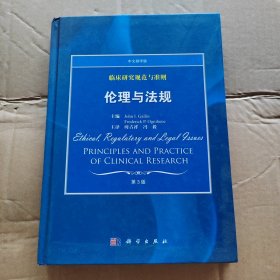 中文翻译版
临床研究规范与准则
伦理与法规
主编 John I. Gallin
Frederick P. Ognibene
主译
Ethical, Regulatory and Legal Issues
PRINCIPLES AND PRACTICE
OF CLINICAL RESEARCH
第3版
科学出版社